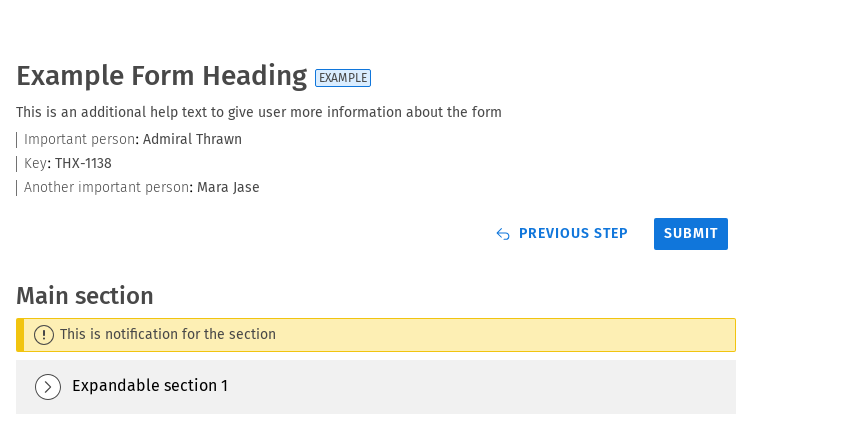 Example Form Heading EXAMPLE
This is an additional help text to give user more information about the form
Important person: Admiral Thrawn
Key: THX-1138
Another important person: Mara Jase
PREVIOUS STEP SUBMIT
Main section
This is notification for the section
Expandable section 1